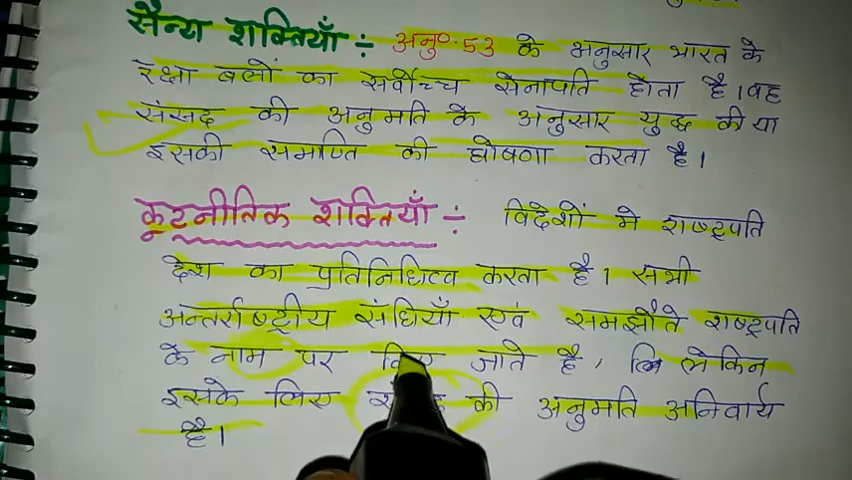 सैन्य शक्तियाँ :- अनु०.53 के अनुसार भारत के
रक्षा बलों का सर्वोच्च सेनापति होता है। वह
संसद की अनुमति के अनुसार युद्ध की या
इसकी समाप्ति की घोषणा करता है।
कूटनीतिक शक्तियाँ :- विदेशों मे राष्ट्रपति
देश का प्रतिनिधित्व करता है। सभी
अन्तर्राष्ट्रीय संधियाँ एवं समझौते राष्ट्रपति
के नाम पर किए जाते है, लेकिन
इसके लिए की अनुमति अनिवार्य
है।